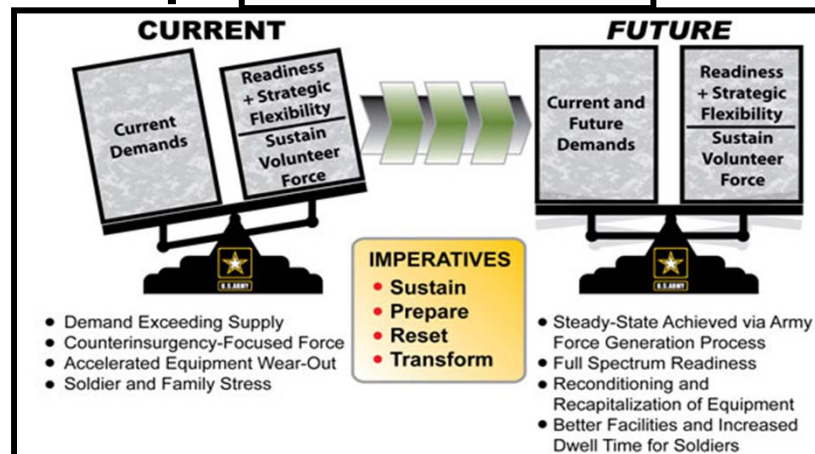 CURRENT
Current
Demands
Readiness
+ Strategic
Flexibility
Sustain
Volunteer
Force
U.S.ARMY
• Demand Exceeding Supply
• Counterinsurgency-Focused Force
• Accelerated Equipment Wear-Out
• Soldier and Family Stress
IMPERATIVES
• Sustain
• Prepare
• Reset
• Transform
FUTURE
Current and
Future
Demands
Readiness
+ Strategic
Flexibility
Sustain
Volunteer
Force
U.S.ARMY
• Steady-State Achieved via Army
Force Generation Process
• Full Spectrum Readiness
• Reconditioning and
Recapitalization of Equipment
• Better Facilities and Increased
Dwell Time for Soldiers